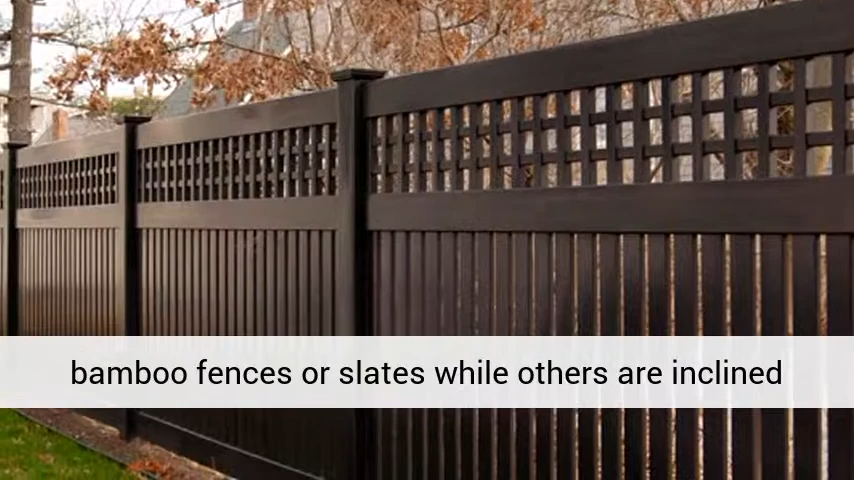 bamboo fences or slates while others are inclined